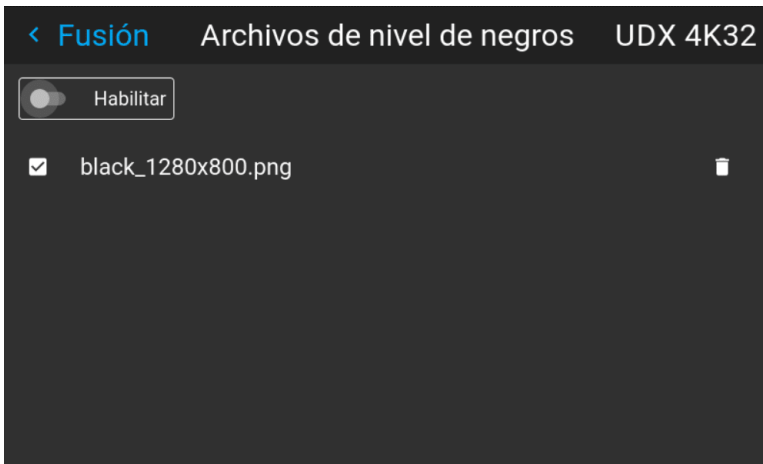 Fusión Archivos de nivel de negros UDX 4K32
Habilitar
black_1280x800.png